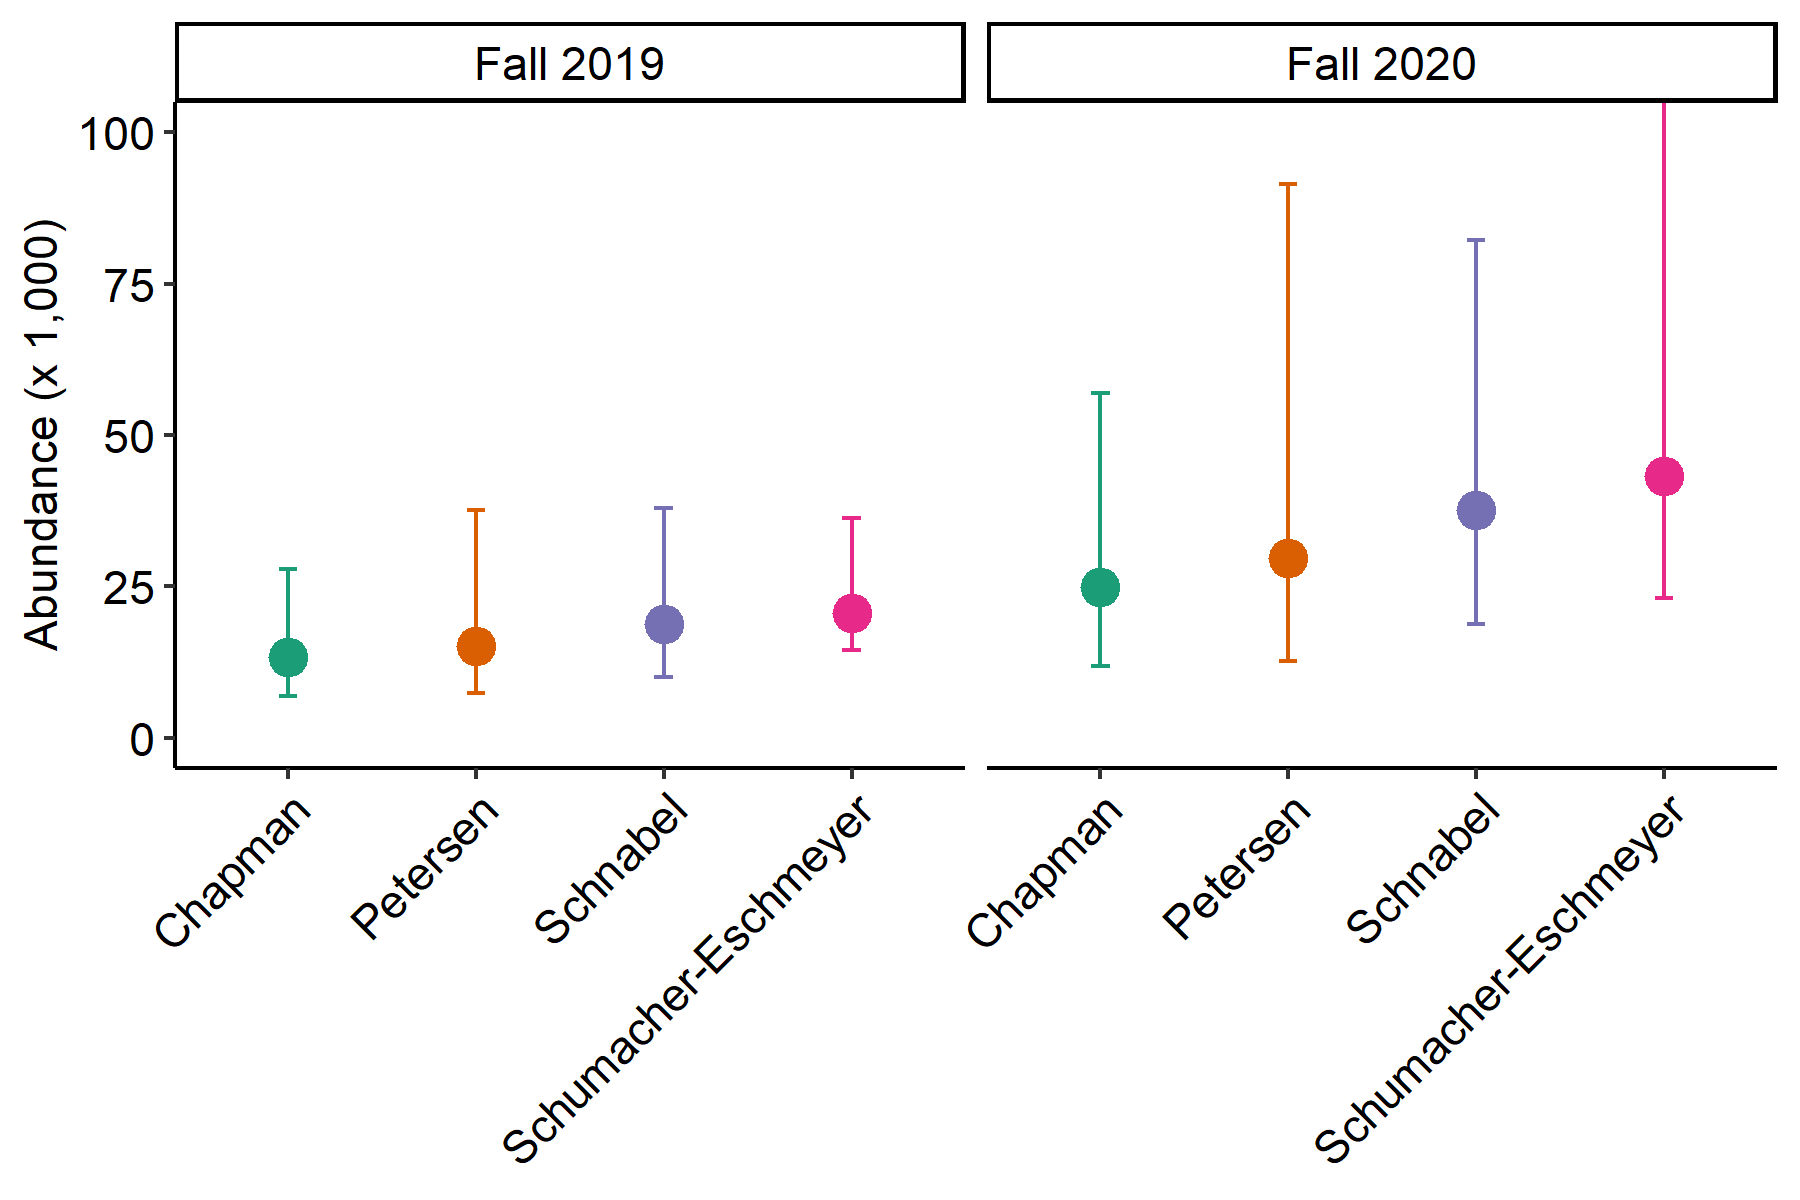 Fall 2019
Fall 2020
Abundance (x 1,000)
100
75
50
25
0
Chapman
Petersen
Schnabel
Schumacher-Eschmeyer
Chapman
Petersen
Schnabel
Schumacher-Eschmeyer